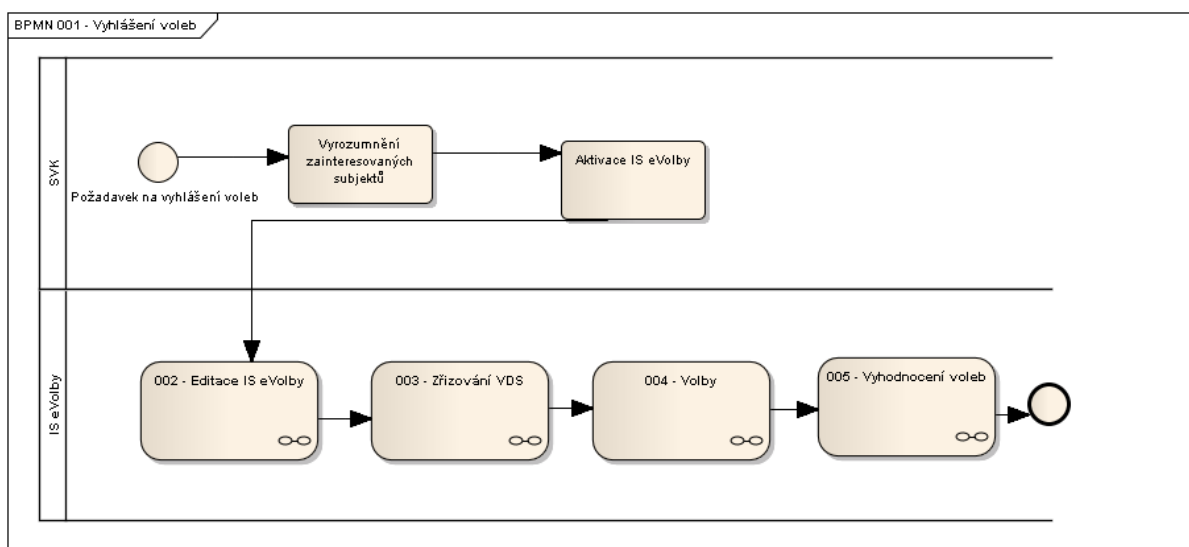 BPMN 001 - Vyhlášení voleb
SVK
Požadavek na vyhlášení voleb
Vyrozumnění
zainteresovaných
subjektů
Aktivace IS eVolby
IS eVolby
002 - Editace IS eVolby
003 - Zřizování VDS
004 - Volby
005 - Vyhodnocení voleb